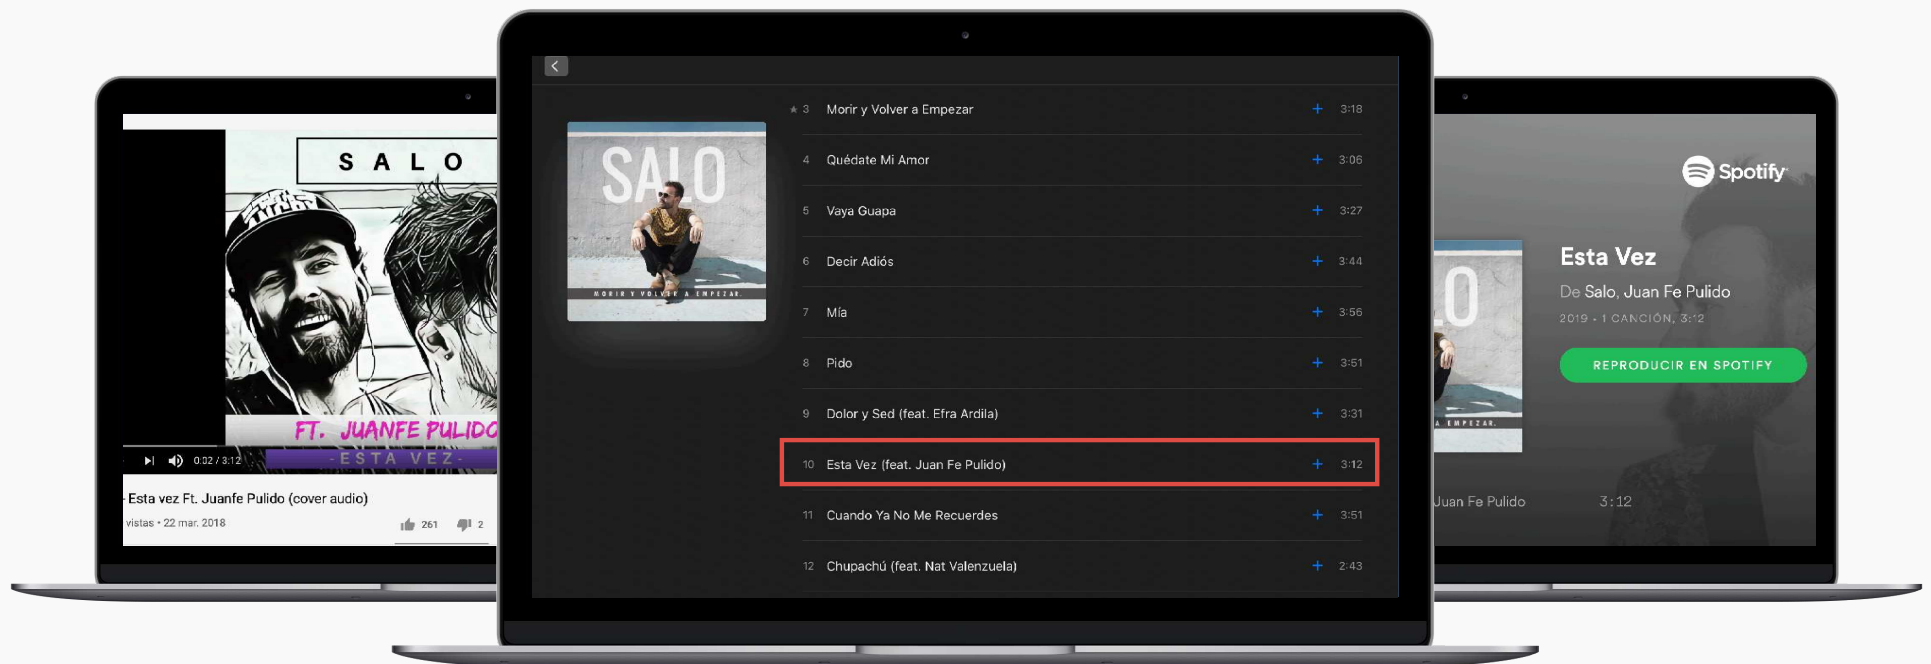 SALO
FT. JUANFE PULIDO
- ESTA VEZ -
0:02 / 3:12
Esta vez Ft. Juanfe Pulido (cover audio)
vistas • 22 mar. 2018
261
2
SALO
MORIR Y VOLVER A EMPEZAR.
3 Morir y Volver a Empezar + 3:18
4 Quédate Mi Amor + 3:06
5 Vaya Guapa + 3:27
6 Decir Adiós + 3:44
7 Mía + 3:56
8 Pido + 3:51
9 Dolor y Sed (feat. Efra Ardila) + 3:31
10 Esta Vez (feat. Juan Fe Pulido) + 3:12
11 Cuando Ya No Me Recuerdes + 3:51
12 Chupachú (feat. Nat Valenzuela) + 2:43
Spotify
O
A EMPEZAR.
Esta Vez
De Salo, Juan Fe Pulido
2019 • 1 CANCIÓN, 3:12
REPRODUCIR EN SPOTIFY
Juan Fe Pulido 3:12